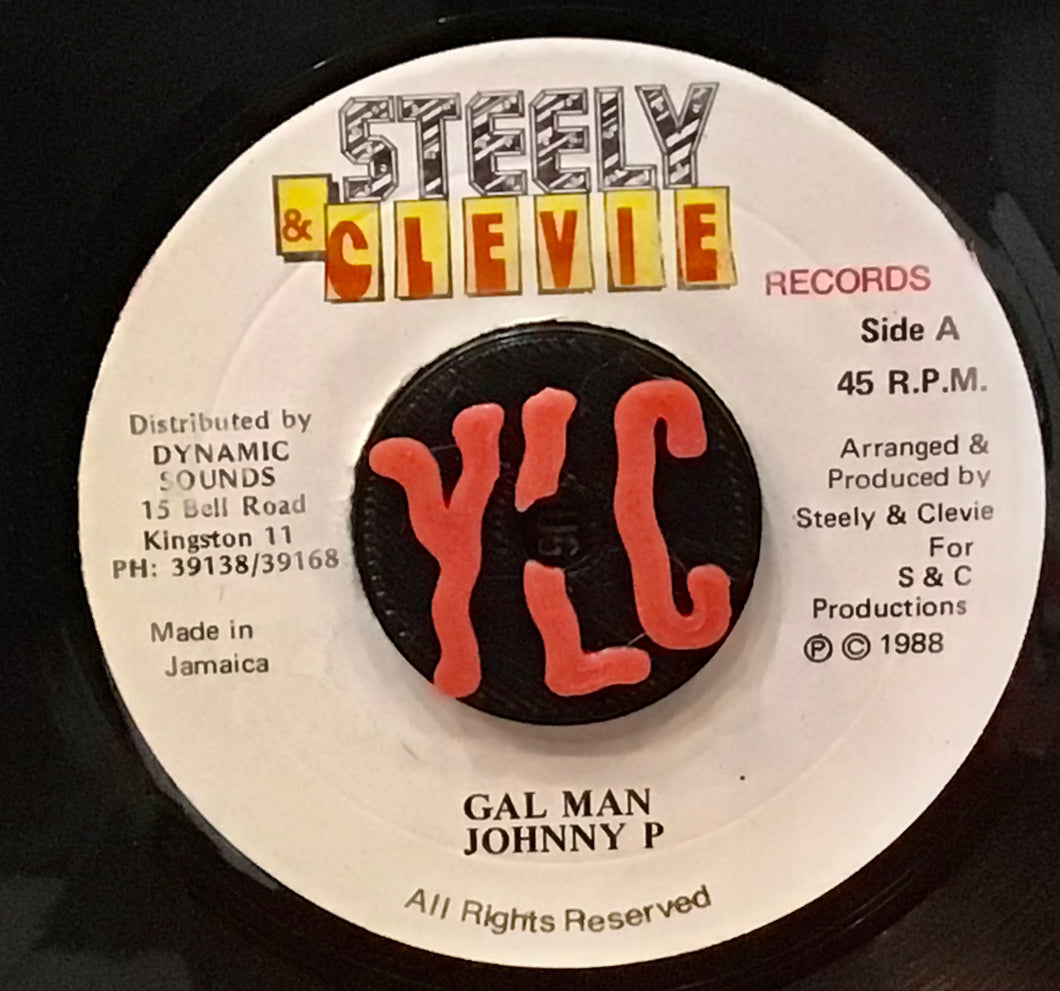 STEELY
& CLEVIE
RECORDS
Side A
45 R.P.M.
Distributed by
DYNAMIC
SOUNDS
15 Bell Road
Kingston 11
PH: 39138/39168
Made in
Jamaica
Y'LC
Arranged &
Produced by
Steely & Clevie
For
S & C
Productions
Ⓟ © 1988
GAL MAN
JOHNNY P
All Rights Reserved